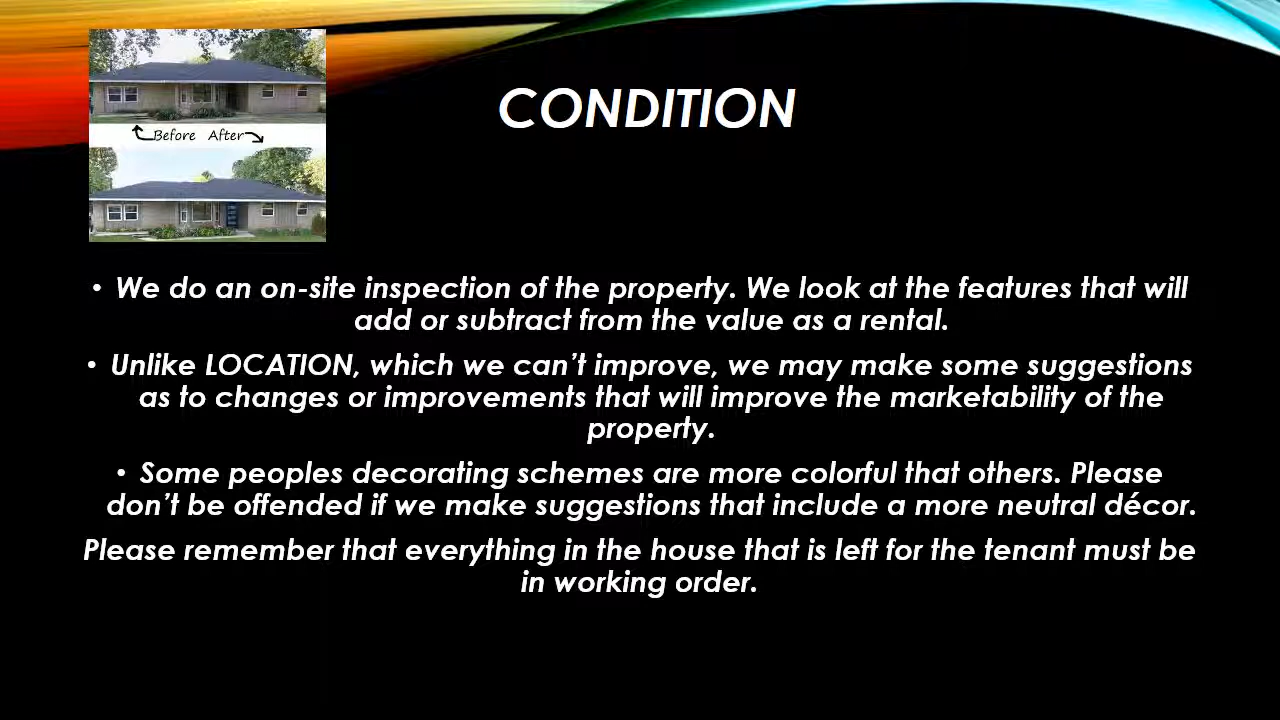 Before After
CONDITION
• We do an on-site inspection of the property. We look at the features that will
add or subtract from the value as a rental.
• Unlike LOCATION, which we can’t improve, we may make some suggestions
as to changes or improvements that will improve the marketability of the
property.
• Some peoples decorating schemes are more colorful that others. Please
don’t be offended if we make suggestions that include a more neutral décor.
Please remember that everything in the house that is left for the tenant must be
in working order.